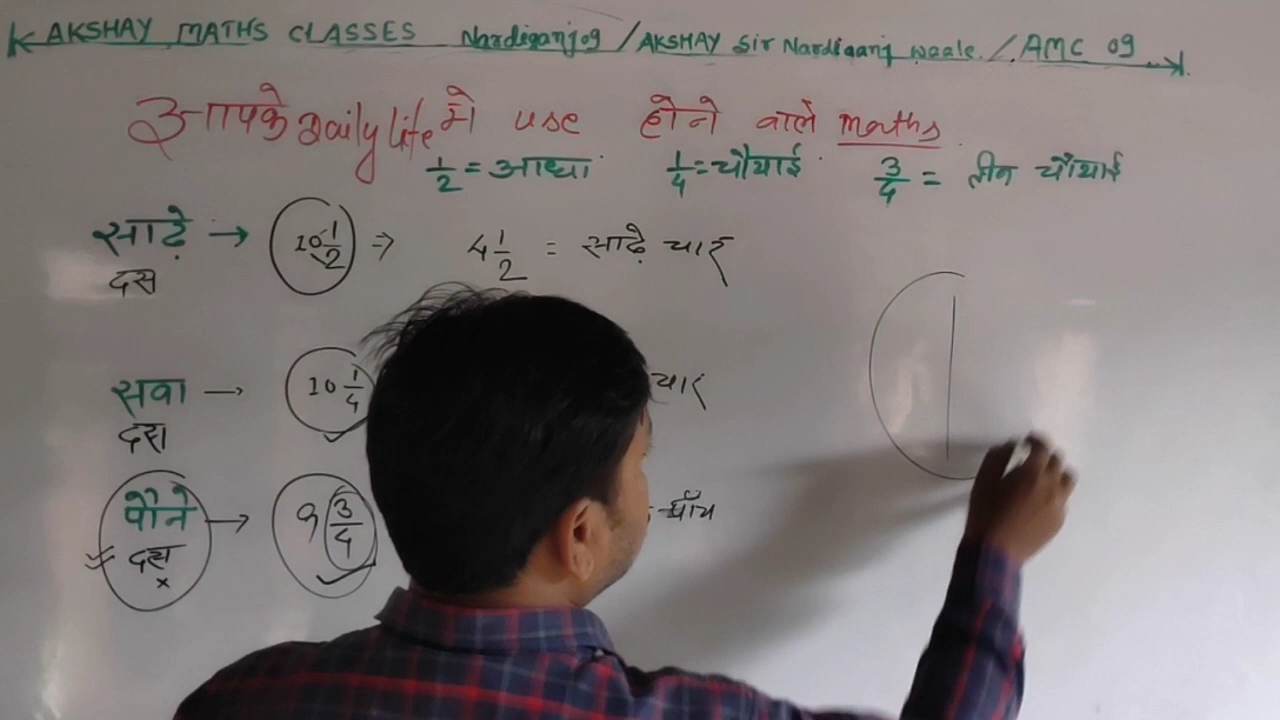 AKSHAY MATHS CLASSES Nardiganj09 / AKSHAY Sir Nardiganj waale. / AMC 09
आपके Daily life में use होने वाले maths
1/2 = आधा 1/4 = चौथाई 3/4 = तीन चौथाई
साढ़े → 10 1/2 ⇒ 4 1/2 = साढ़े चार
दस
सवा → 10 1/4 चार
दस
पौने → 9 3/4 पाँच
दस
x